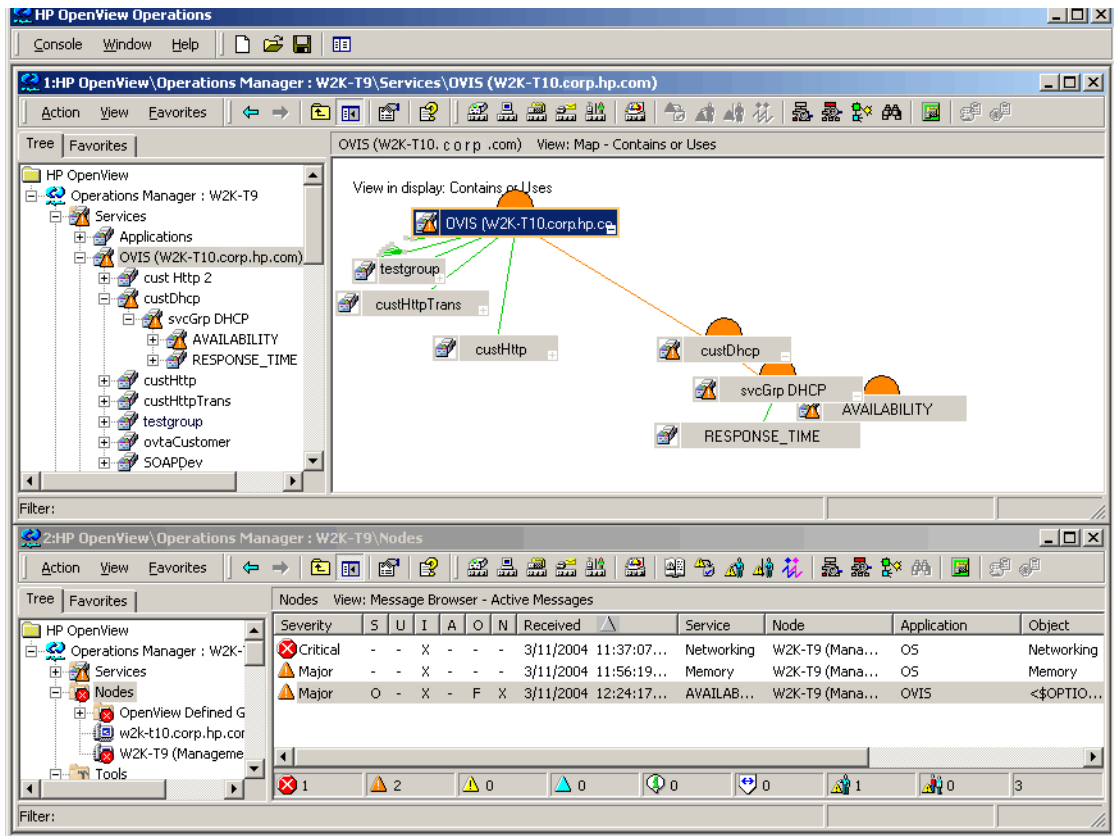 HP OpenView Operations
Console Window Help
1:HP OpenView\Operations Manager : W2K-T9\Services\OVIS (W2K-T10.corp.hp.com)
Action View Favorites
Tree Favorites
OVIS (W2K-T10. corp .com) View: Map - Contains or Uses
HP OpenView
Operations Manager : W2K-T9
Services
Applications
OVIS (W2K-T10.corp.hp.com)
cust Http 2
custDhcp
svcGrp DHCP
AVAILABILITY
RESPONSE_TIME
custHttp
custHttpTrans
testgroup
ovtaCustomer
SOAPDev
View in display: Contains or Uses
OVIS (W2K-T10.corp.hp.co
testgroup
custHttpTrans
custHttp
custDhcp
svcGrp DHCP
AVAILABILITY
RESPONSE_TIME
Filter:
2:HP OpenView\Operations Manager : W2K-T9\Nodes
Action View Favorites
Tree Favorites
Nodes View: Message Browser - Active Messages
HP OpenView
Operations Manager : W2K-
Services
Nodes
OpenView Defined G
w2k-t10.corp.hp.cor
W2K-T9 (Manageme
Tools
Severity S U I A O N Received Service Node Application Object
Critical - - X - - - 3/11/2004 11:37:07... Networking W2K-T9 (Mana... OS Networking
Major - - X - - - 3/11/2004 11:56:19... Memory W2K-T9 (Mana... OS Memory
Major O - X - F X 3/11/2004 12:24:17... AVAILAB... W2K-T9 (Mana... OVIS <$OPTIO...
1 2 0 0 0 0 1 0 3
Filter: